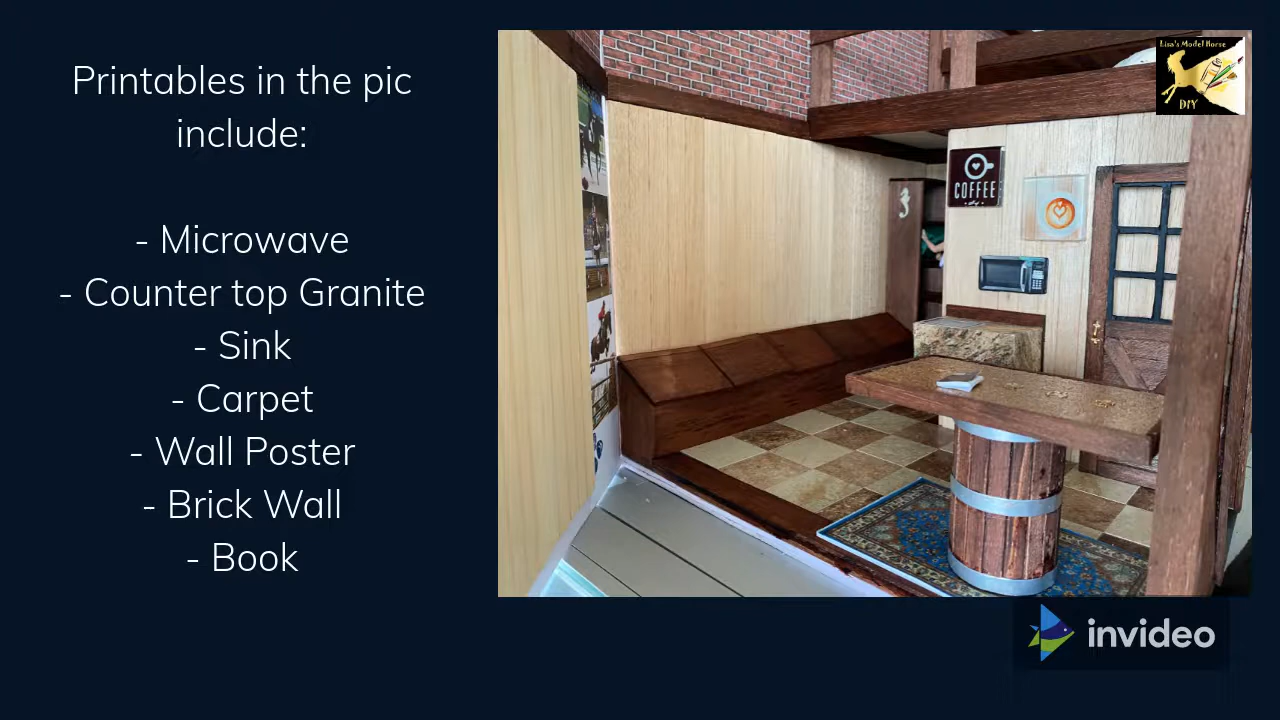 Printables in the pic
include:
- Microwave
- Counter top Granite
- Sink
- Carpet
- Wall Poster
- Brick Wall
- Book
Lisa's Model Horse
DIY
COFFEE
invideo